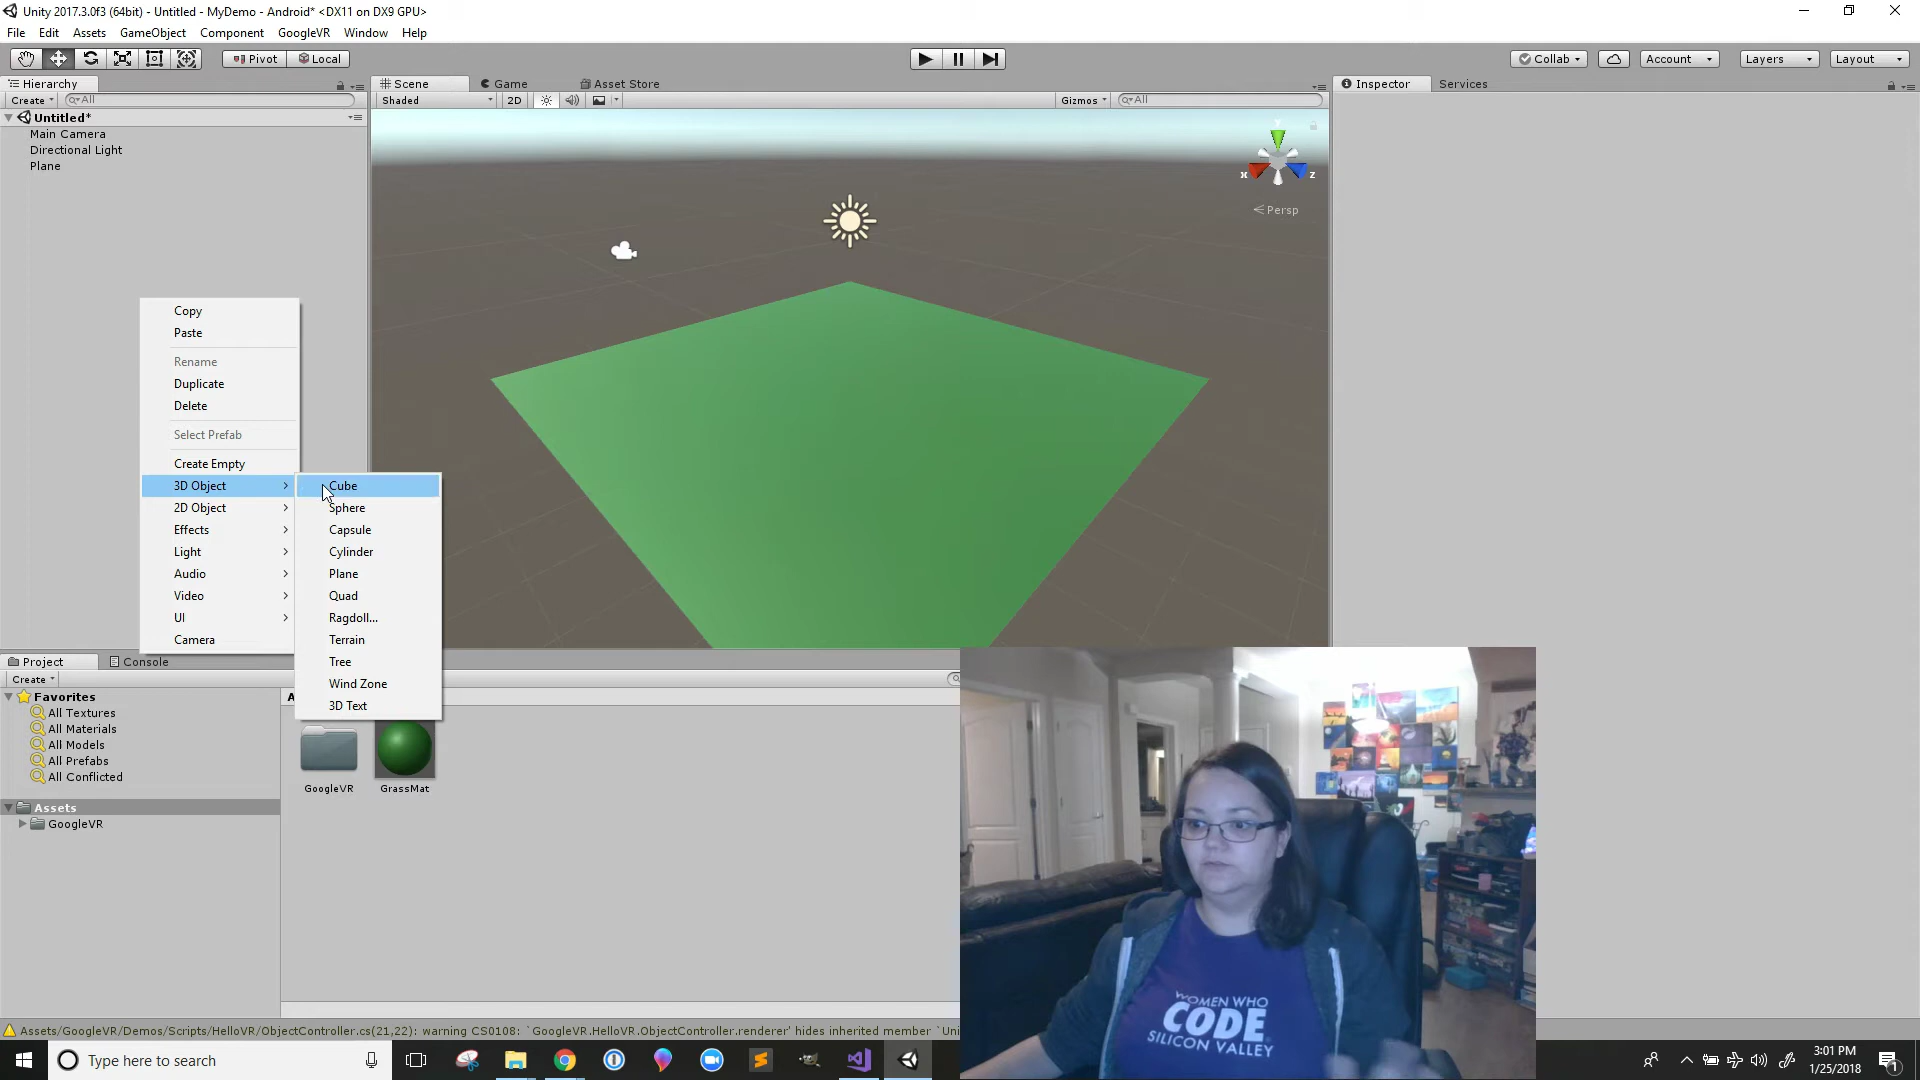 Unity 2017.3.0f3 (64bit) - Untitled - MyDemo - Android* <DX11 on DX9 GPU>
File Edit Assets GameObject Component GoogleVR Window Help
Pivot Local Collab Account Layers Layout
Hierarchy
Create All
Untitled*
Main Camera
Directional Light
Plane
Scene Game Asset Store
Shaded 2D Gizmos All
y
x z
Persp
Inspector Services
Copy
Paste
Rename
Duplicate
Delete
Select Prefab
Create Empty
3D Object
2D Object
Effects
Light
Audio
Video
UI
Camera
Cube
Sphere
Capsule
Cylinder
Plane
Quad
Ragdoll...
Terrain
Tree
Wind Zone
3D Text
Project Console
Create
Favorites
All Textures
All Materials
All Models
All Prefabs
All Conflicted
Assets
GoogleVR
GoogleVR GrassMat
WOMEN WHO
CODE
SILICON VALLEY
Assets/GoogleVR/Demos/Scripts/HelloVR/ObjectController.cs(21,22): warning CS0108: `GoogleVR.HelloVR.ObjectController.renderer' hides inherited member `Uni
Type here to search
3:01 PM
1/25/2018
1